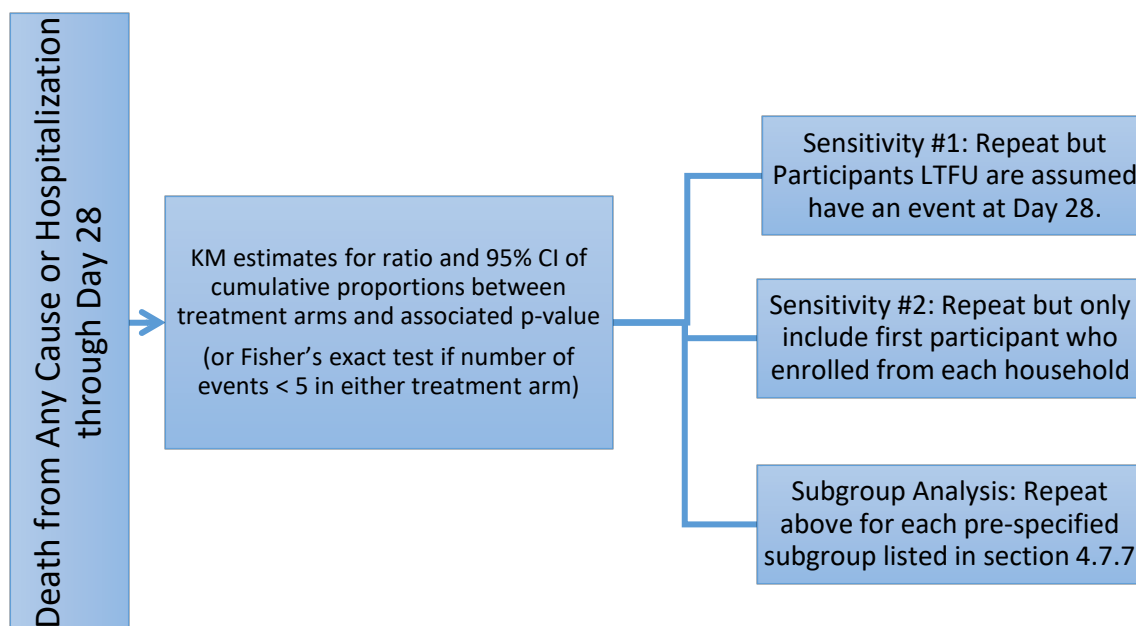 Death from Any Cause or Hospitalization
through Day 28
KM estimates for ratio and 95% CI of
cumulative proportions between
treatment arms and associated p-value
(or Fisher's exact test if number of
events < 5 in either treatment arm)
Sensitivity #1: Repeat but
Participants LTFU are assumed
have an event at Day 28.
Sensitivity #2: Repeat but only
include first participant who
enrolled from each household
Subgroup Analysis: Repeat
above for each pre-specified
subgroup listed in section 4.7.7